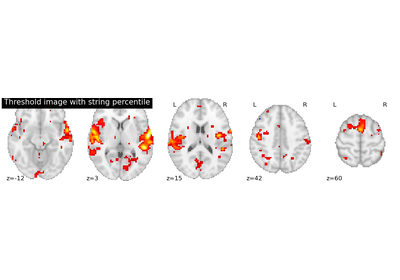 Threshold image with string percentile
L R L R L R
z=-12 z=3 z=15 z=42 z=60